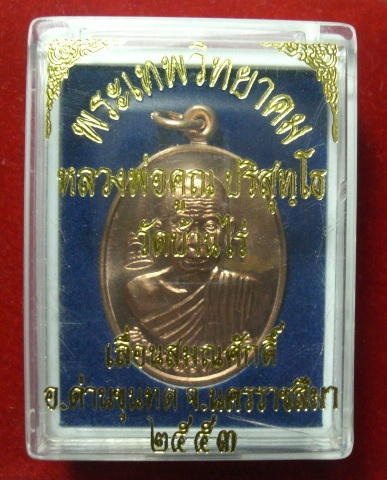 พระเทพวิทยาคม
หลวงพ่อคูณ ปริสุทฺโธ
วัดบ้านไร่
เลื่อนสมณศักดิ์
อ.ด่านขุนทด จ.นครราชสีมา
๒๕๕๓